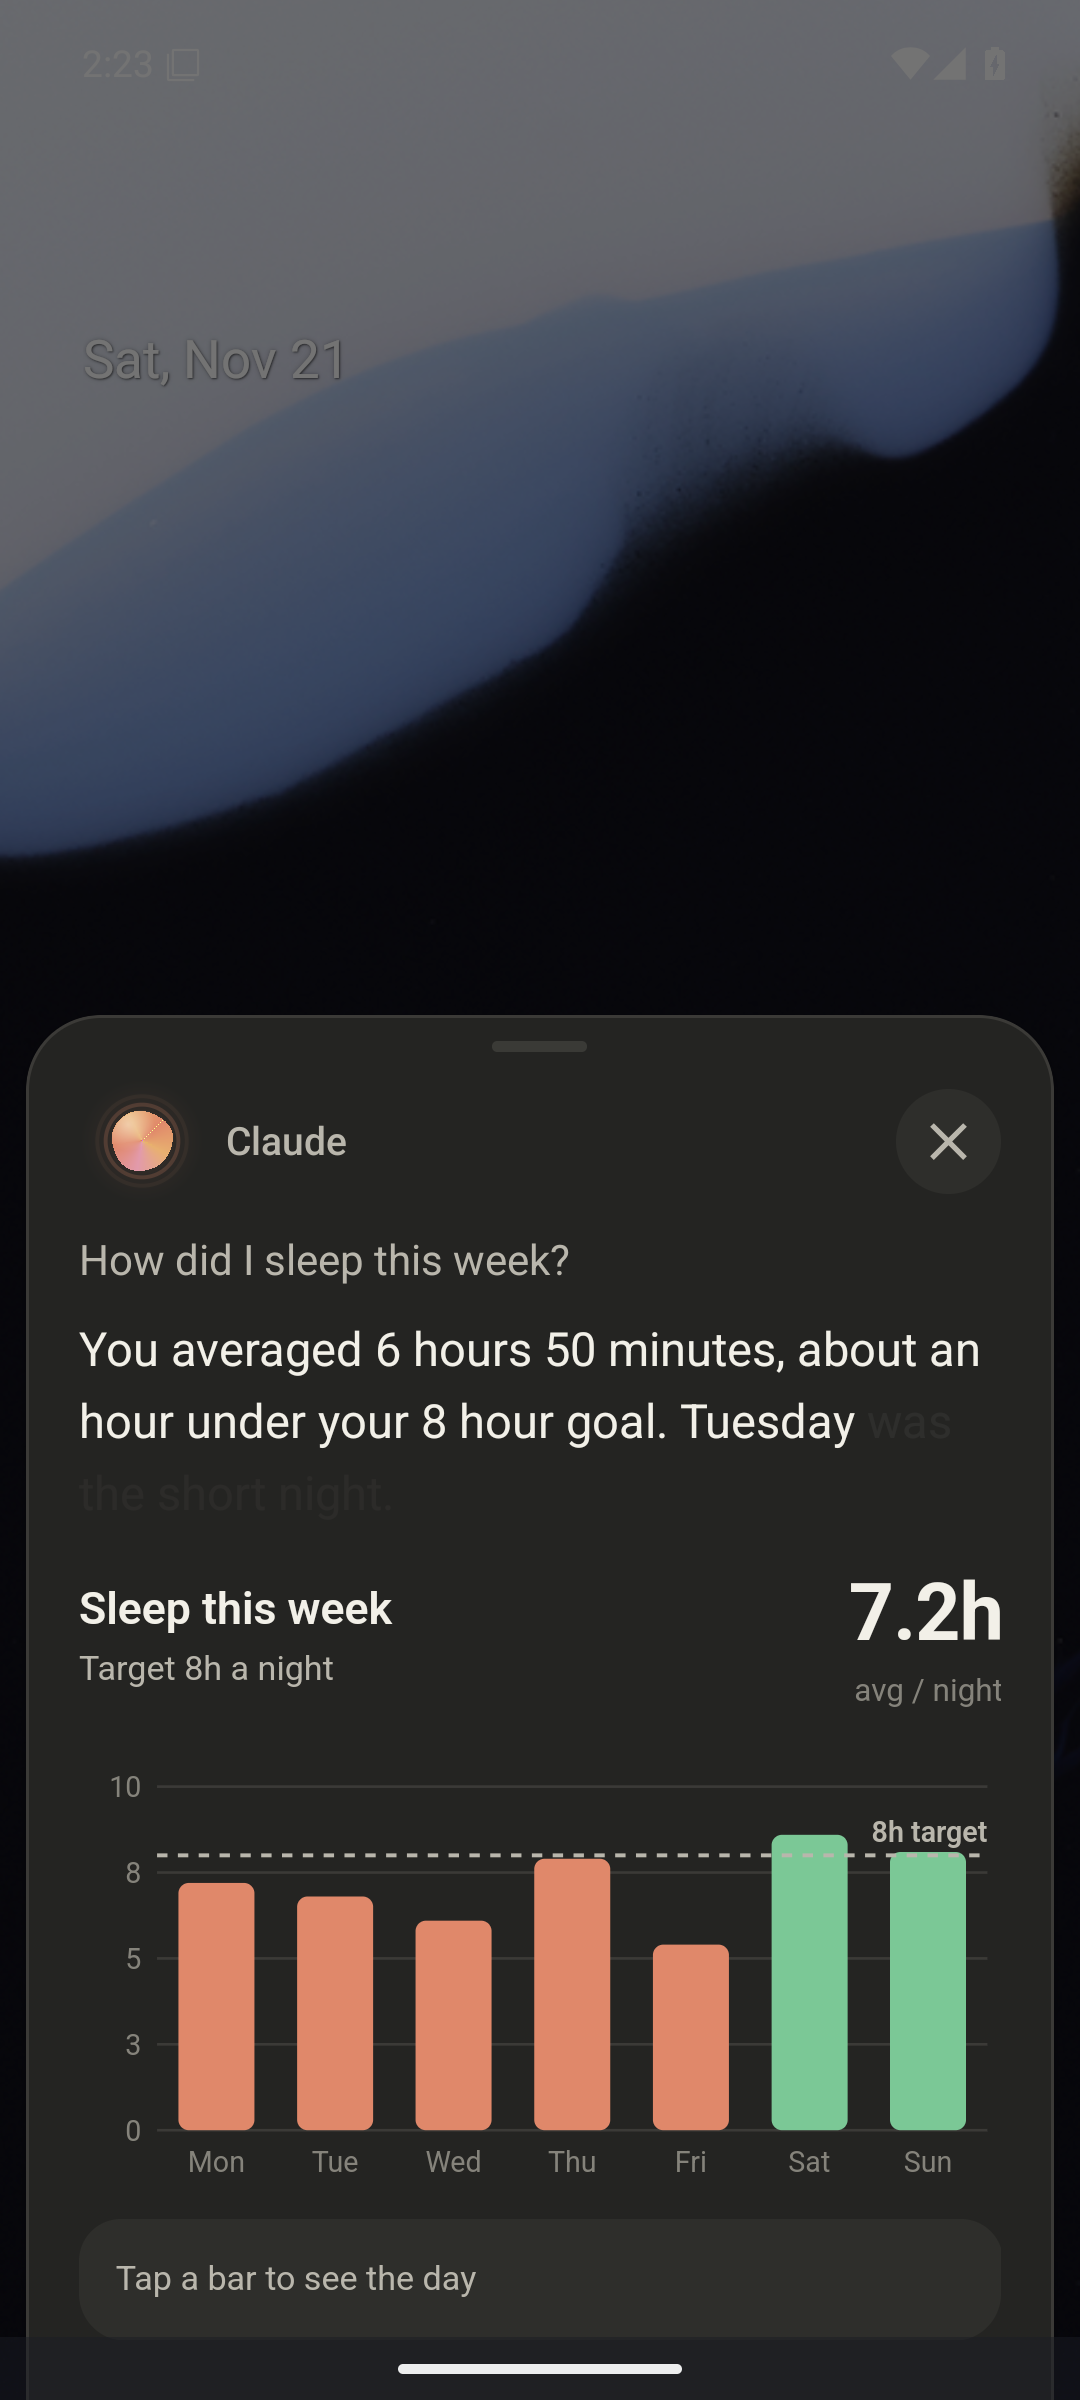 2:23
Sat, Nov 21
Claude
How did I sleep this week?
You averaged 6 hours 50 minutes, about an
hour under your 8 hour goal. Tuesday was
the short night.
Sleep this week
7.2h
Target 8h a night
avg / night
10
8h target
8
5
3
0
Mon Tue Wed Thu Fri Sat Sun
Tap a bar to see the day